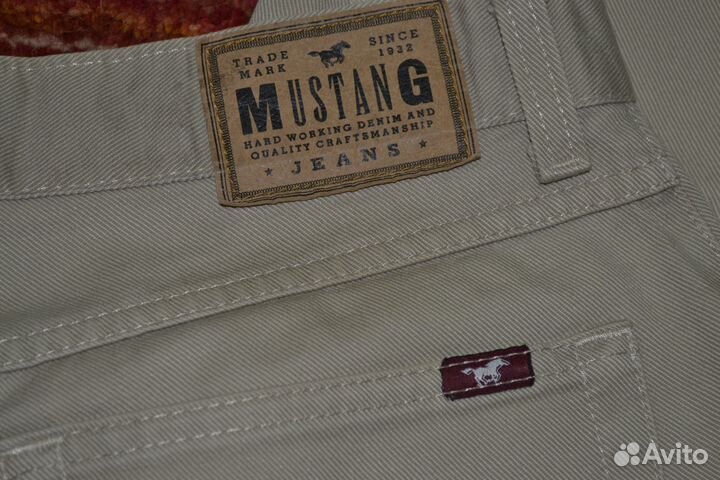 TRADE MARK SINCE 1932
MUSTANG
HARD WORKING DENIM AND
QUALITY CRAFTSMANSHIP
JEANS
Avito